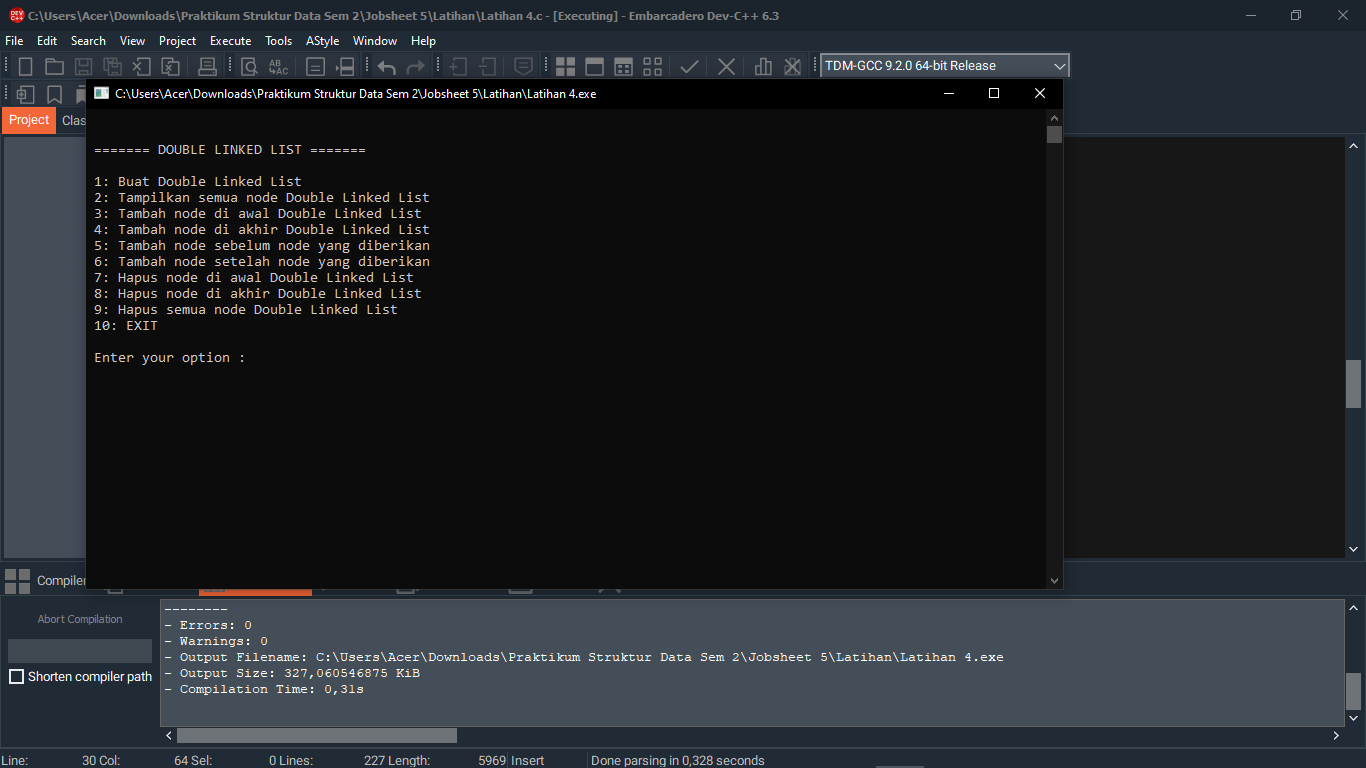 C:\Users\Acer\Downloads\Praktikum Struktur Data Sem 2\Jobsheet 5\Latihan\Latihan 4.c - [Executing] - Embarcadero Dev-C++ 6.3
File Edit Search View Project Execute Tools AStyle Window Help
TDM-GCC 9.2.0 64-bit Release
C:\Users\Acer\Downloads\Praktikum Struktur Data Sem 2\Jobsheet 5\Latihan\Latihan 4.exe
Project Clas
======= DOUBLE LINKED LIST =======
1: Buat Double Linked List
2: Tampilkan semua node Double Linked List
3: Tambah node di awal Double Linked List
4: Tambah node di akhir Double Linked List
5: Tambah node sebelum node yang diberikan
6: Tambah node setelah node yang diberikan
7: Hapus node di awal Double Linked List
8: Hapus node di akhir Double Linked List
9: Hapus semua node Double Linked List
10: EXIT
Enter your option :
Compiler
Abort Compilation
Shorten compiler path
--------
- Errors: 0
- Warnings: 0
- Output Filename: C:\Users\Acer\Downloads\Praktikum Struktur Data Sem 2\Jobsheet 5\Latihan\Latihan 4.exe
- Output Size: 327,060546875 KiB
- Compilation Time: 0,31s
Line: 30 Col: 64 Sel: 0 Lines: 227 Length: 5969 Insert Done parsing in 0,328 seconds